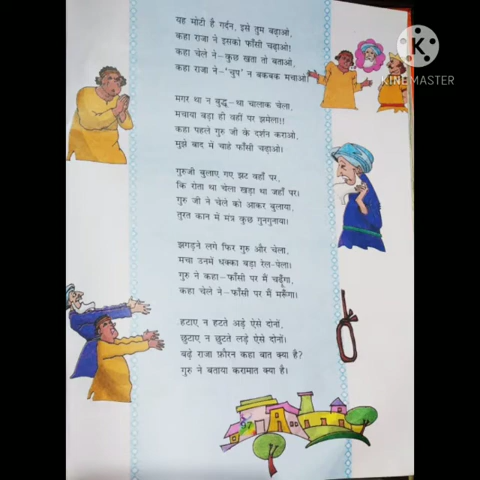 यह मोटी है गर्दन, इसे तुम बढ़ाओ,
कहा राजा ने इसको फाँसी चढ़ाओ!
कहा चेले ने–कुछ खता तो बताओ,
कहा राजा ने–'चुप' न बकबक मचाओ!
KINEMASTER
मगर था न बुद्धू–था चालाक चेला,
मचाया बड़ा ही वहीं पर झमेला!!
कहा पहले गुरु जी के दर्शन कराओ,
मुझे बाद में चाहे फाँसी चढ़ाओ।
गुरुजी बुलाए गए झट वहाँ पर,
कि रोता था चेला खड़ा था जहाँ पर।
गुरु जी ने चेले को आकर बुलाया,
तुरत कान में मंत्र कुछ गुनगुनाया।
झगड़ने लगे फिर गुरु और चेला,
मचा उनमें धक्का बड़ा रेल-पेला।
गुरु ने कहा–फाँसी पर मैं चढ़ूँगा,
कहा चेले ने–फाँसी पर मैं मरूँगा।
हटाए न हटते अड़े ऐसे दोनों,
छुटाए न छुटते लड़े ऐसे दोनों।
बढ़े राजा फ़ौरन कहा बात क्या है?
गुरु ने बताया करामात क्या है।